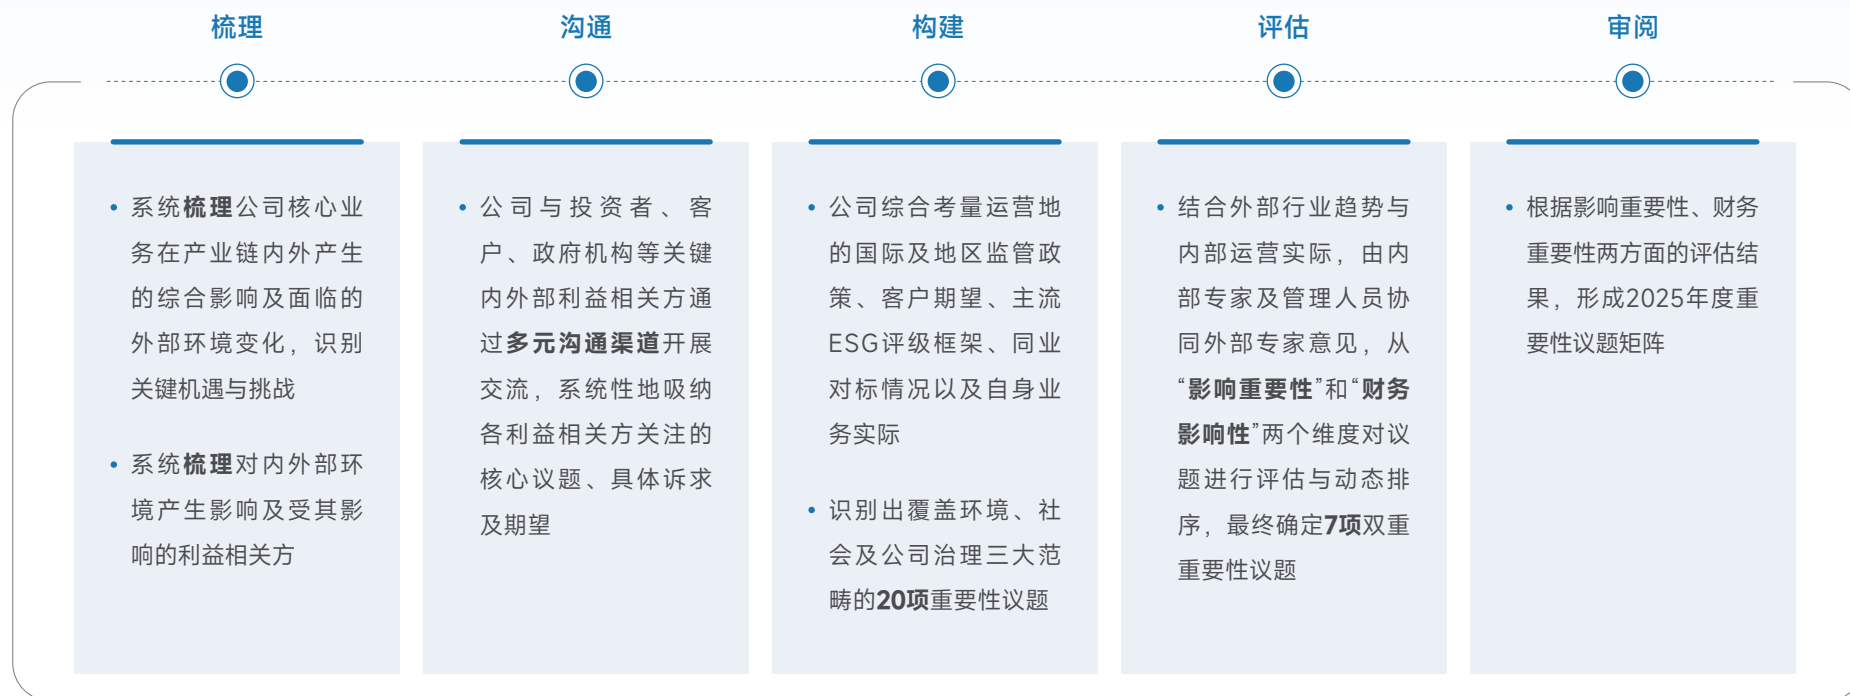 梳理
沟通
构建
评估
审阅
• 系统梳理公司核心业
务在产业链内外产生
的综合影响及面临的
外部环境变化，识别
关键机遇与挑战
• 系统梳理对内外部环
境产生影响及受其影
响的利益相关方
• 公司与投资者、客
户、政府机构等关键
内外部利益相关方通
过多元沟通渠道开展
交流，系统性地吸纳
各利益相关方关注的
核心议题、具体诉求
及期望
• 公司综合考量运营地
的国际及地区监管政
策、客户期望、主流
ESG评级框架、同业
对标情况以及自身业
务实际
• 识别出覆盖环境、社
会及公司治理三大范
畴的20项重要性议题
• 结合外部行业趋势与
内部运营实际，由内
部专家及管理人员协
同外部专家意见，从
“影响重要性”和“财务
影响性”两个维度对议
题进行评估与动态排
序，最终确定7项双重
重要性议题
• 根据影响重要性、财务
重要性两方面的评估结
果，形成2025年度重
要性议题矩阵